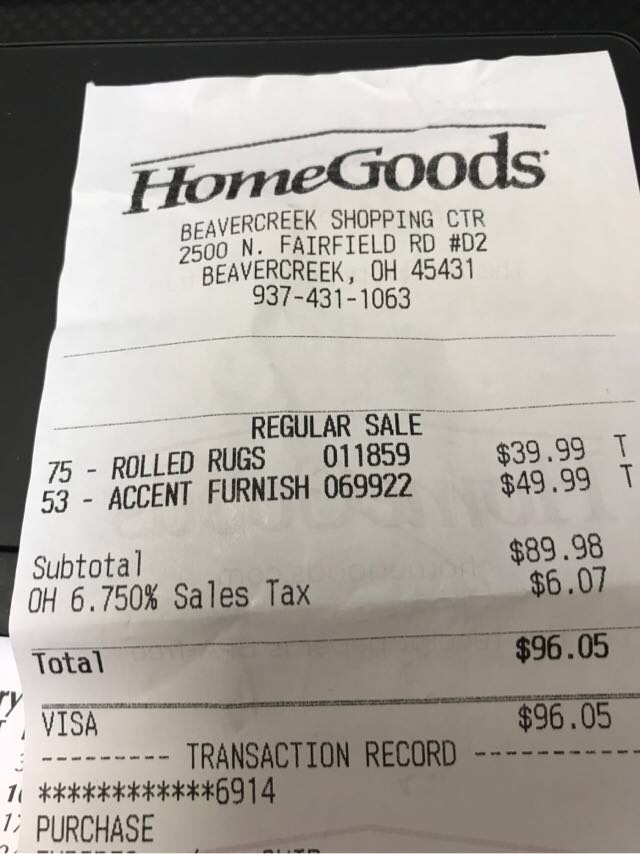 HomeGoods
BEAVERCREEK SHOPPING CTR
2500 N. FAIRFIELD RD #D2
BEAVERCREEK, OH 45431
937-431-1063
REGULAR SALE
75 - ROLLED RUGS 011859 $39.99 T
53 - ACCENT FURNISH 069922 $49.99 T
Subtotal $89.98
OH 6.750% Sales Tax $6.07
Total $96.05
VISA $96.05
--------- TRANSACTION RECORD ---------
************6914
PURCHASE